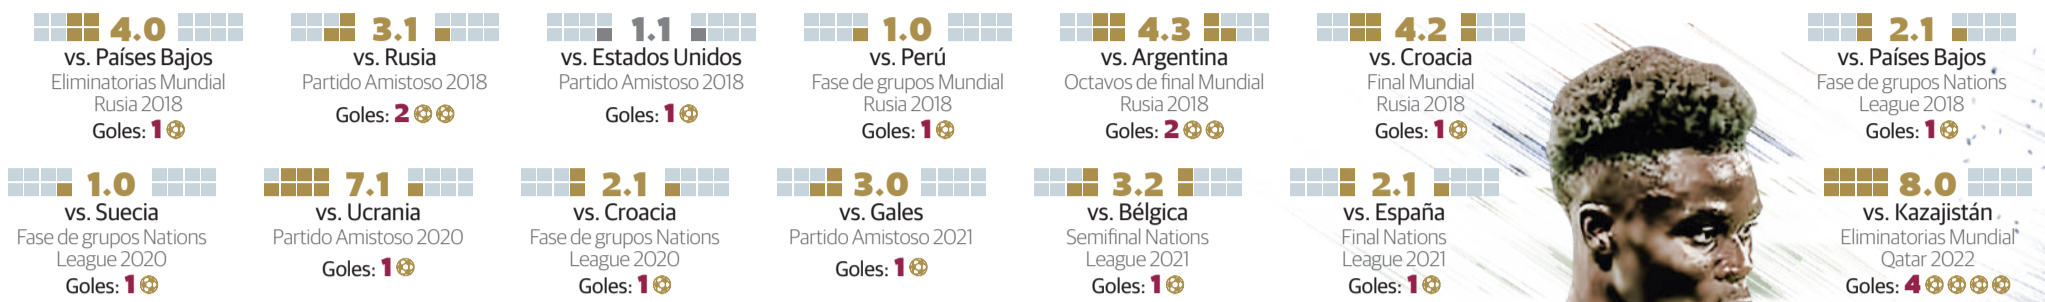 4.0
vs. Países Bajos
Eliminatorias Mundial
Rusia 2018
Goles: 1
3.1
vs. Rusia
Partido Amistoso 2018
Goles: 2
1.1
vs. Estados Unidos
Partido Amistoso 2018
Goles: 1
1.0
vs. Perú
Fase de grupos Mundial
Rusia 2018
Goles: 1
4.3
vs. Argentina
Octavos de final Mundial
Rusia 2018
Goles: 2
4.2
vs. Croacia
Final Mundial
Rusia 2018
Goles: 1
2.1
vs. Países Bajos
Fase de grupos Nations
League 2018
Goles: 1
1.0
vs. Suecia
Fase de grupos Nations
League 2020
Goles: 1
7.1
vs. Ucrania
Partido Amistoso 2020
Goles: 1
2.1
vs. Croacia
Fase de grupos Nations
League 2020
Goles: 1
3.0
vs. Gales
Partido Amistoso 2021
Goles: 1
3.2
vs. Bélgica
Semifinal Nations
League 2021
Goles: 1
2.1
vs. España
Final Nations
League 2021
Goles: 1
8.0
vs. Kazajistán
Eliminatorias Mundial
Qatar 2022
Goles: 4